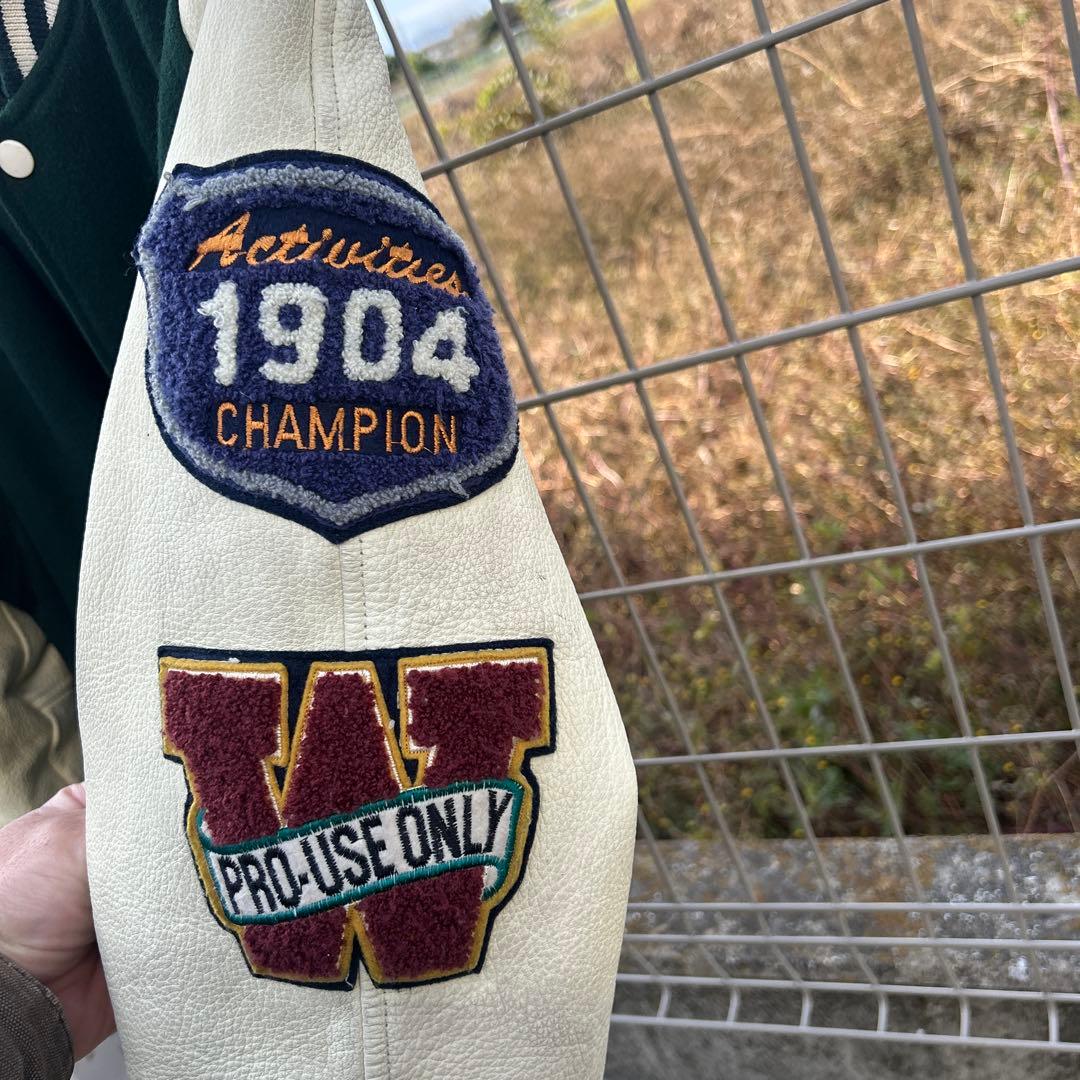 Activities
1904
CHAMPION
W
PRO-USE ONLY